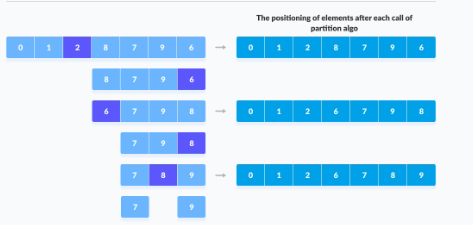 The positioning of elements after each call of
partition algo
0 1 2 8 7 9 6 → 0 1 2 8 7 9 6
8 7 9 6
6 7 9 8 → 0 1 2 6 7 9 8
7 9 8
7 8 9 → 0 1 2 6 7 8 9
7 9